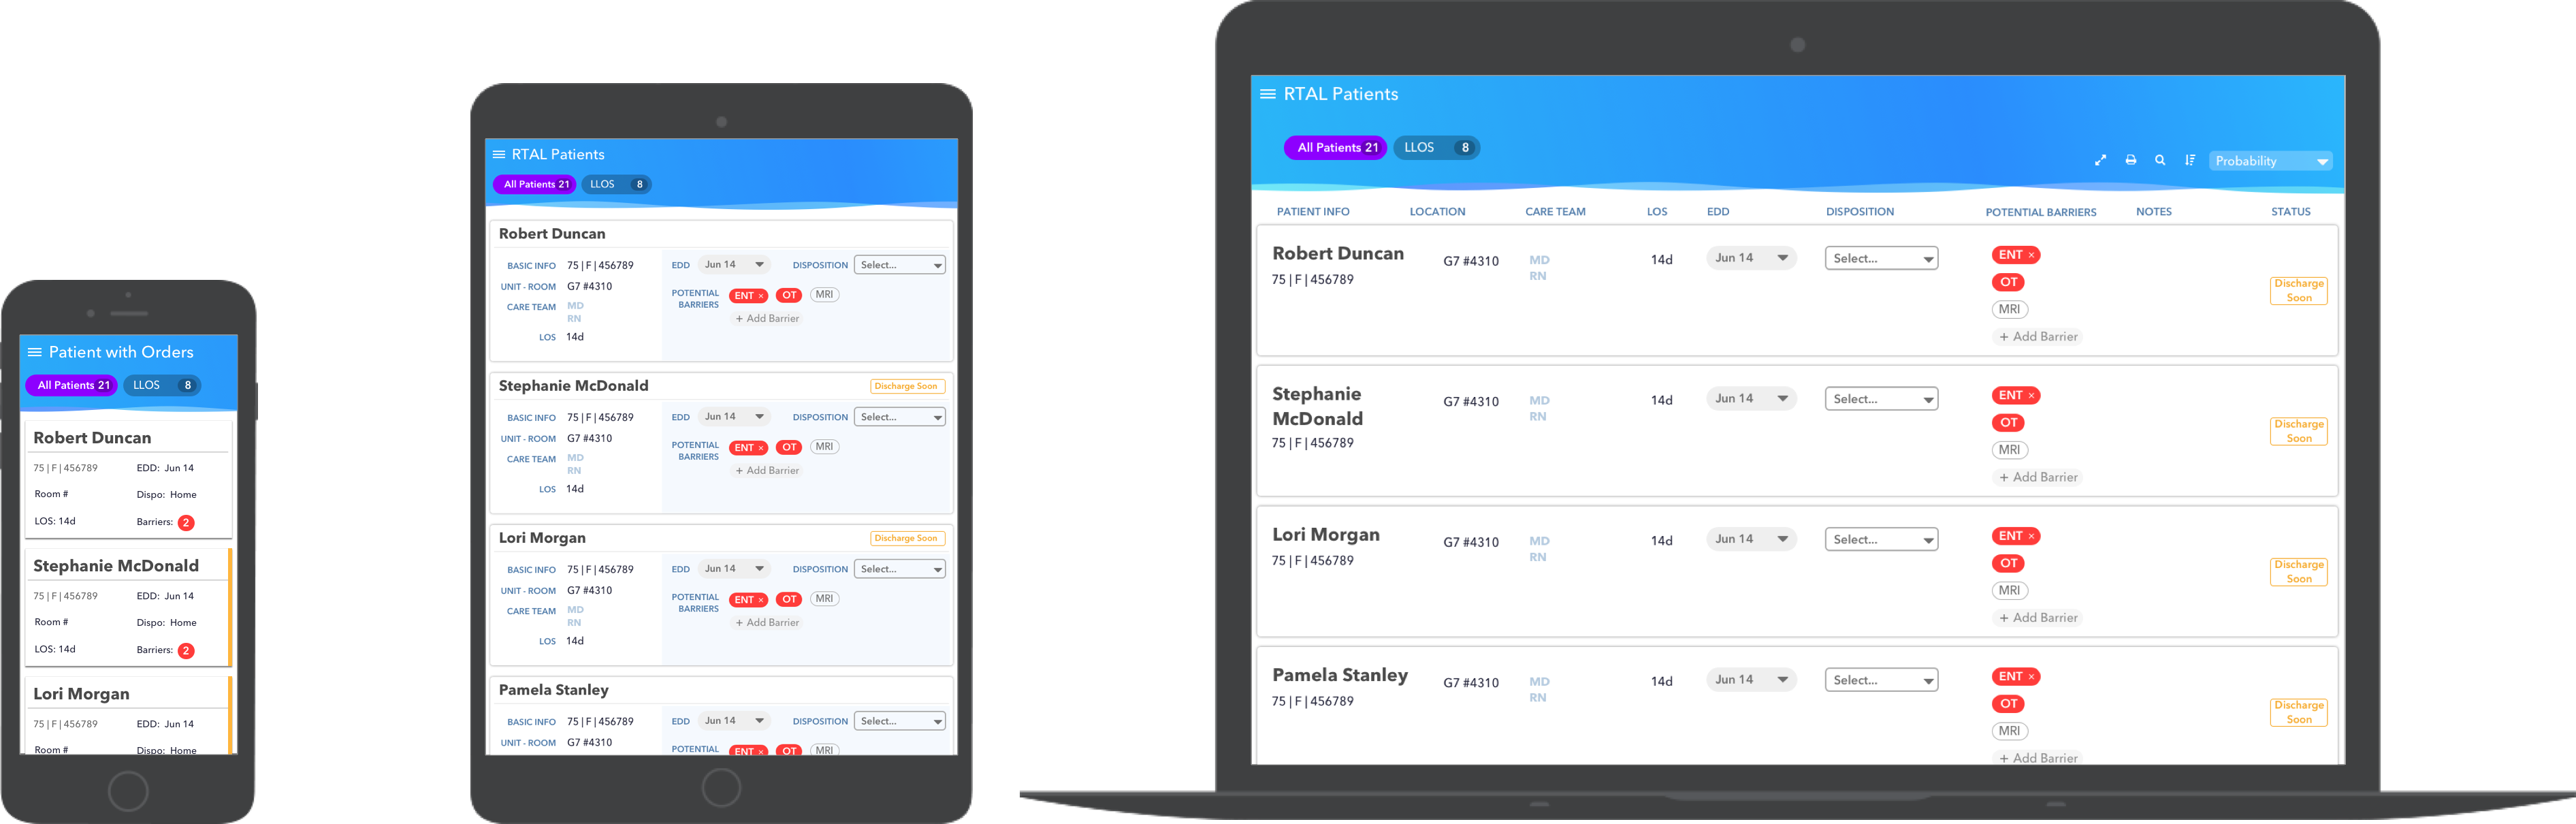 Patient with Orders
All Patients 21 LLOS 8
Robert Duncan
75 | F | 456789 EDD: Jun 14
Room # Dispo: Home
LOS: 14d Barriers: 2
Stephanie McDonald
75 | F | 456789 EDD: Jun 14
Room # Dispo: Home
LOS: 14d Barriers: 2
Lori Morgan
75 | F | 456789 EDD: Jun 14
Room # Dispo: Home
RTAL Patients
All Patients 21 LLOS 8
Robert Duncan
BASIC INFO 75 | F | 456789 EDD Jun 14 DISPOSITION Select...
UNIT - ROOM G7 #4310 POTENTIAL BARRIERS ENT × OT MRI
CARE TEAM MD
RN + Add Barrier
LOS 14d
Stephanie McDonald Discharge Soon
BASIC INFO 75 | F | 456789 EDD Jun 14 DISPOSITION Select...
UNIT - ROOM G7 #4310 POTENTIAL BARRIERS ENT × OT MRI
CARE TEAM MD
RN + Add Barrier
LOS 14d
Lori Morgan Discharge Soon
BASIC INFO 75 | F | 456789 EDD Jun 14 DISPOSITION Select...
UNIT - ROOM G7 #4310 POTENTIAL BARRIERS ENT × OT MRI
CARE TEAM MD
RN + Add Barrier
LOS 14d
Pamela Stanley
BASIC INFO 75 | F | 456789 EDD Jun 14 DISPOSITION Select...
UNIT - ROOM G7 #4310 POTENTIAL ENT × OT MRI
RTAL Patients
All Patients 21 LLOS 8
Probability
PATIENT INFO LOCATION CARE TEAM LOS EDD DISPOSITION POTENTIAL BARRIERS NOTES STATUS
Robert Duncan G7 #4310 MD 14d Jun 14 Select... ENT ×
75 | F | 456789 RN OT
Discharge
Soon
MRI
+ Add Barrier
Stephanie G7 #4310 MD 14d Jun 14 Select... ENT ×
McDonald RN OT
75 | F | 456789 MRI
Discharge
Soon
+ Add Barrier
Lori Morgan G7 #4310 MD 14d Jun 14 Select... ENT ×
75 | F | 456789 RN OT
Discharge
Soon
MRI
+ Add Barrier
Pamela Stanley G7 #4310 MD 14d Jun 14 Select... ENT ×
75 | F | 456789 RN OT
Discharge
Soon
MRI
+ Add Barrier